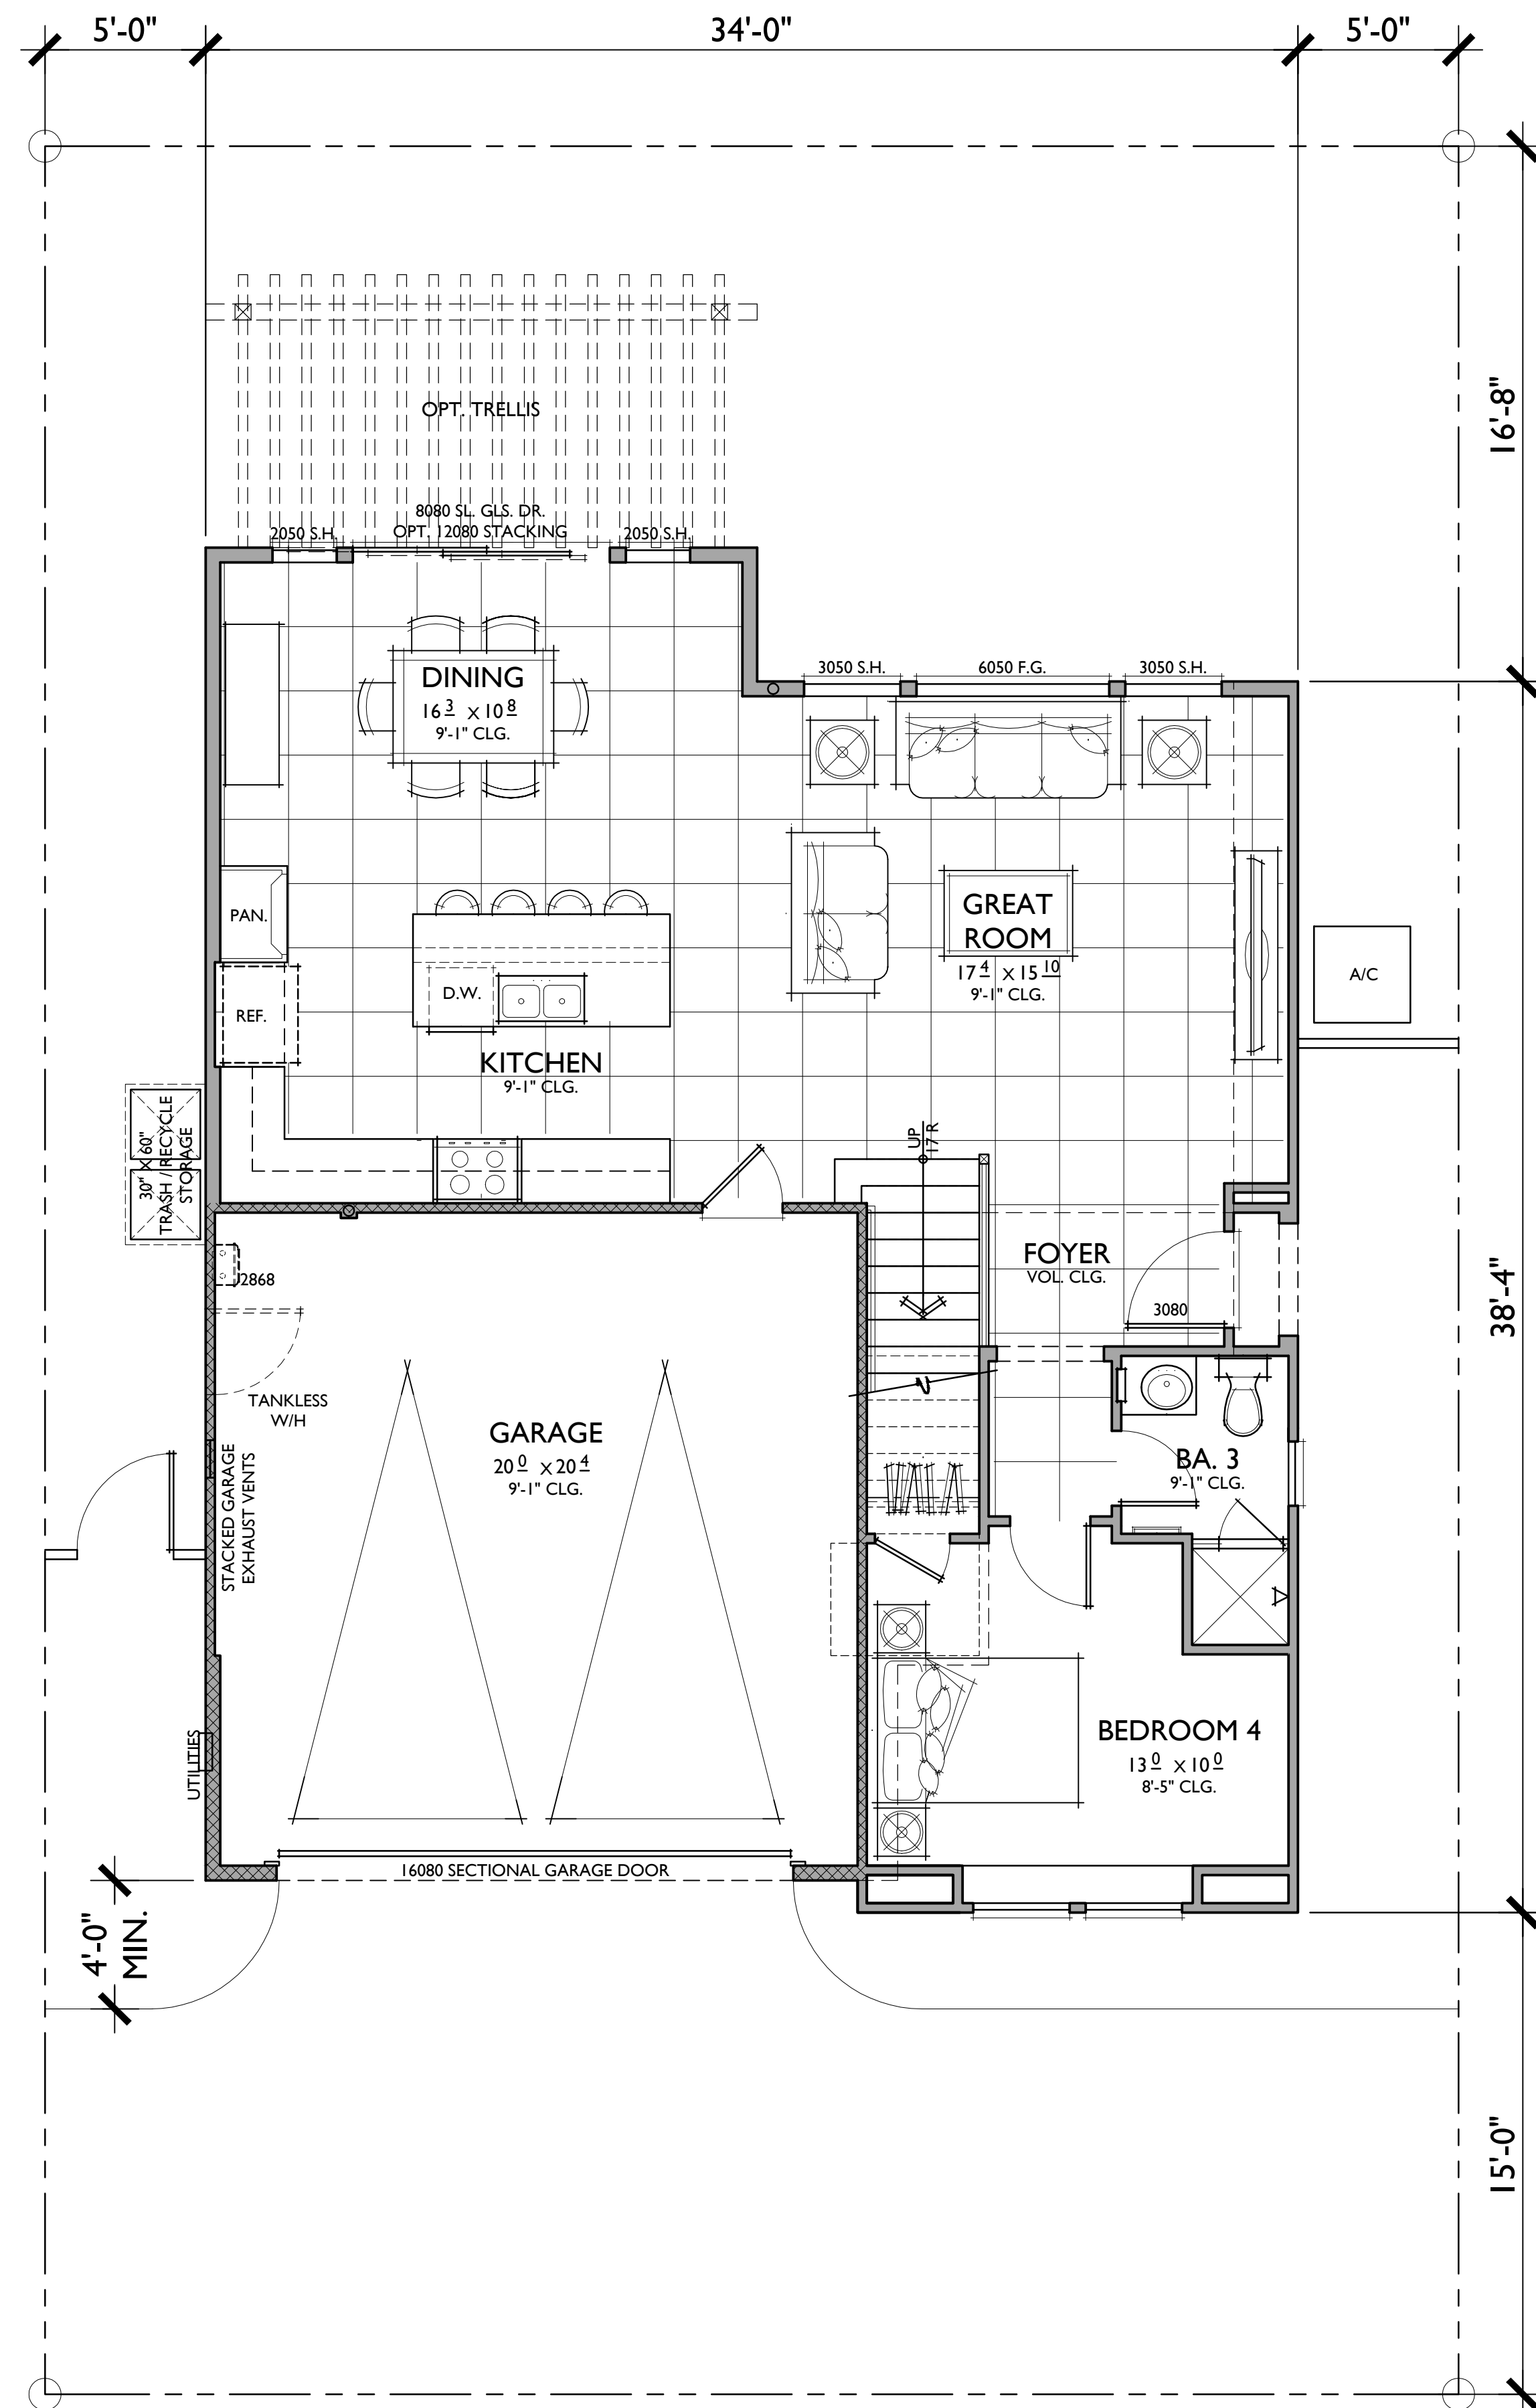 5'-0"
34'-0"
5'-0"
16'-8"
OPT. TRELLIS
8080 SL. GLS. DR.
2050 S.H.
OPT. 12080 STACKING
2050 S.H.
DINING
16 3 X 10 8
9'-1" CLG.
3050 S.H.
6050 F.G.
3050 S.H.
PAN.
REF.
D.W.
KITCHEN
9'-1" CLG.
GREAT
ROOM
17 4 X 15 10
9'-1" CLG.
A/C
30" X 60"
TRASH / RECYCLE
STORAGE
UP
17 R
FOYER
VOL. CLG.
3080
38'-4"
2868
TANKLESS
W/H
STACKED GARAGE
EXHAUST VENTS
GARAGE
20 0 X 20 4
9'-1" CLG.
BA. 3
9'-1" CLG.
UTILITIES
BEDROOM 4
13 0 X 10 0
8'-5" CLG.
16080 SECTIONAL GARAGE DOOR
4'-0"
MIN.
15'-0"